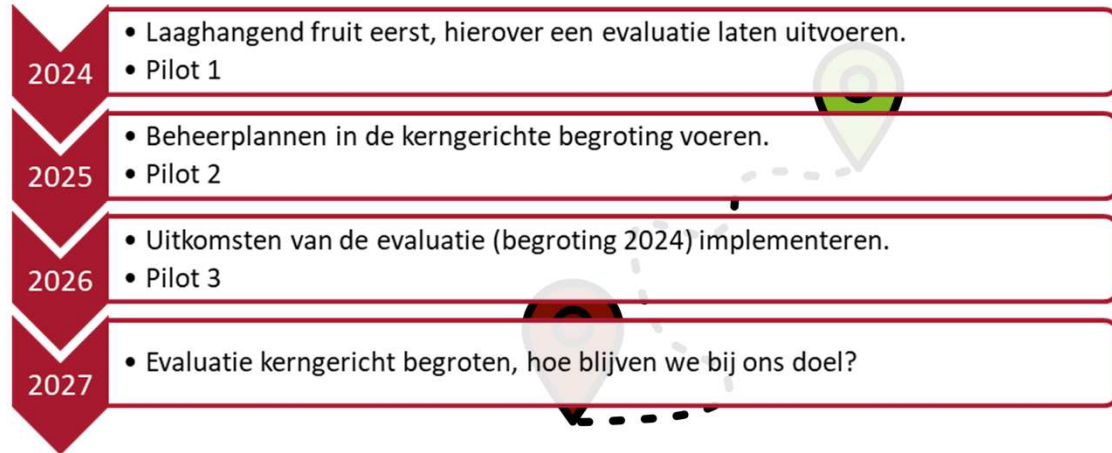 2024
• Laaghangend fruit eerst, hierover een evaluatie laten uitvoeren.
• Pilot 1
2025
• Beheerplannen in de kerngerichte begroting voeren.
• Pilot 2
2026
• Uitkomsten van de evaluatie (begroting 2024) implementeren.
• Pilot 3
2027
• Evaluatie kerngericht begroten, hoe blijven we bij ons doel?